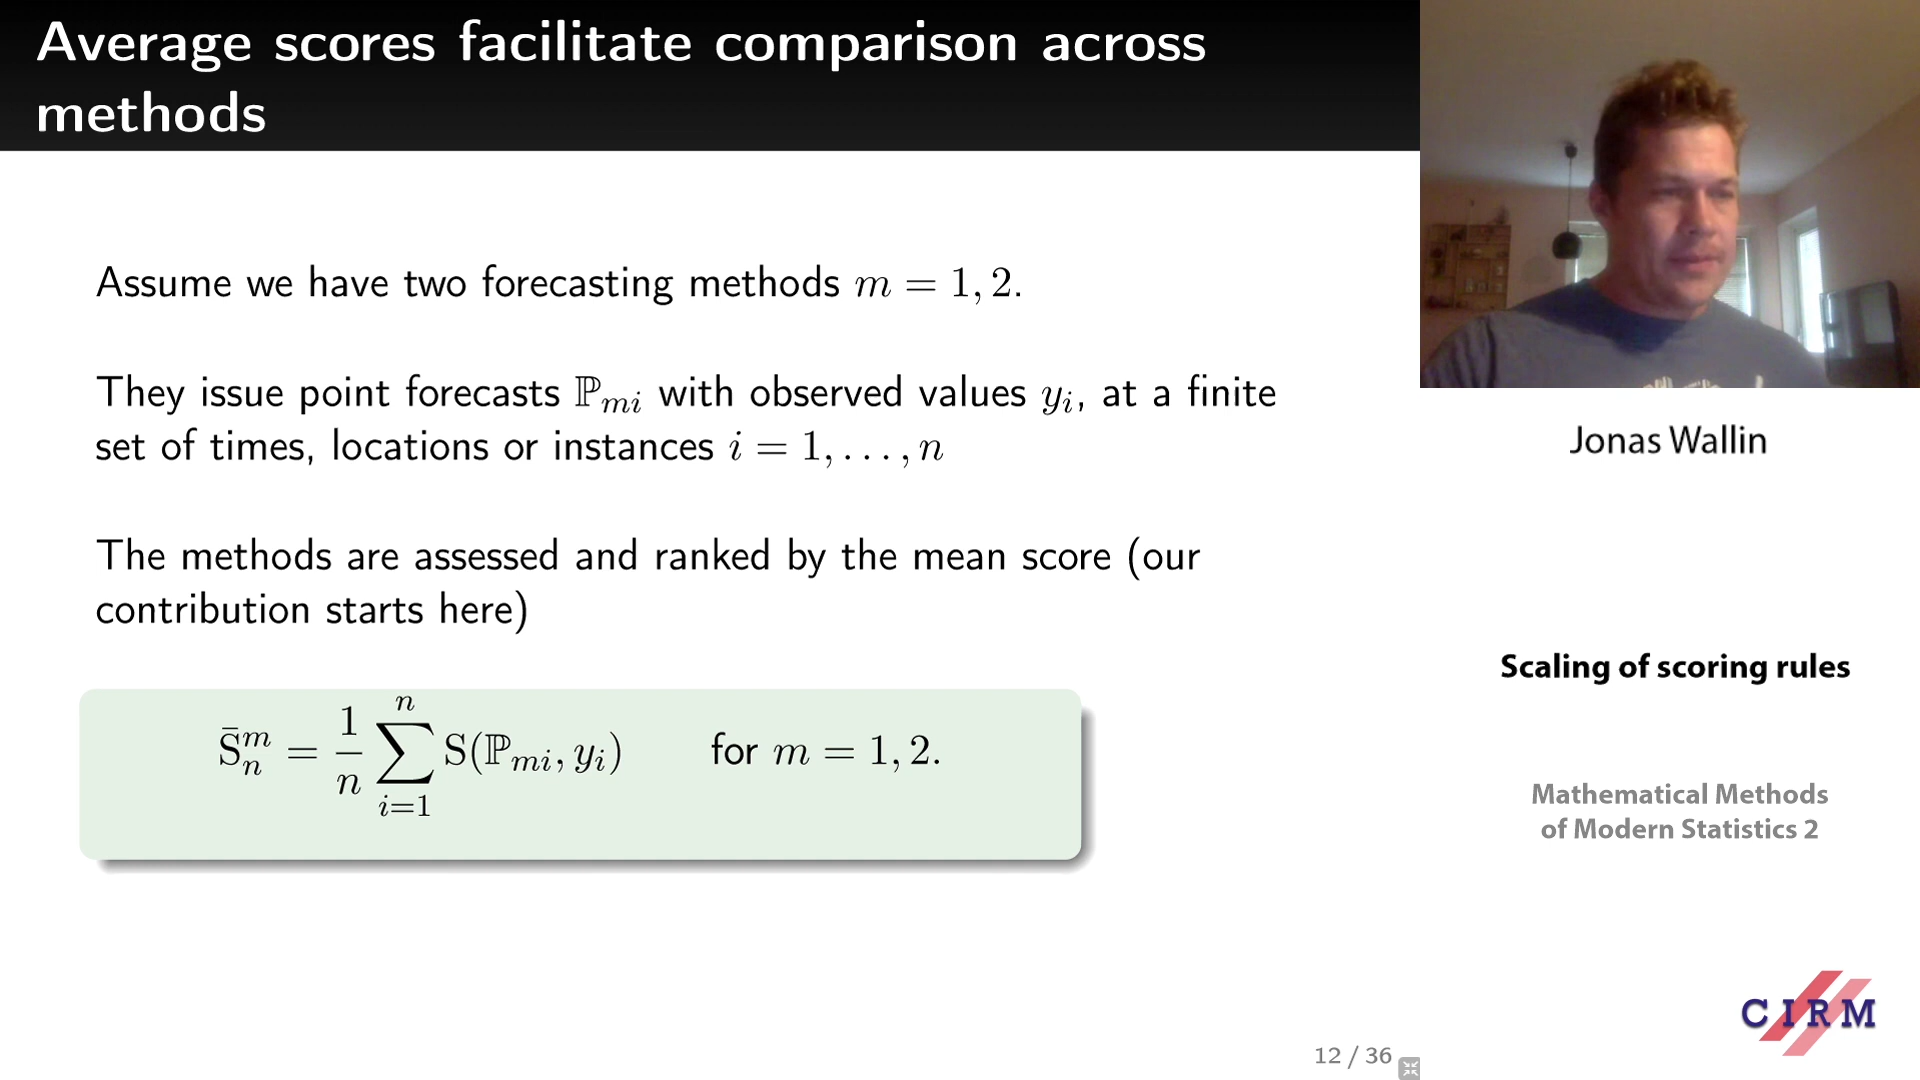 Average scores facilitate comparison across
methods
Assume we have two forecasting methods m = 1, 2.
They issue point forecasts ℙ_{mi} with observed values y_i, at a finite
set of times, locations or instances i = 1, . . . , n
The methods are assessed and ranked by the mean score (our
contribution starts here)
S̄_n^m = \frac{1}{n} \sum_{i=1}^{n} S(ℙ_{mi}, y_i) for m = 1, 2.
12 / 36
Jonas Wallin
Scaling of scoring rules
Mathematical Methods
of Modern Statistics 2
CIRM